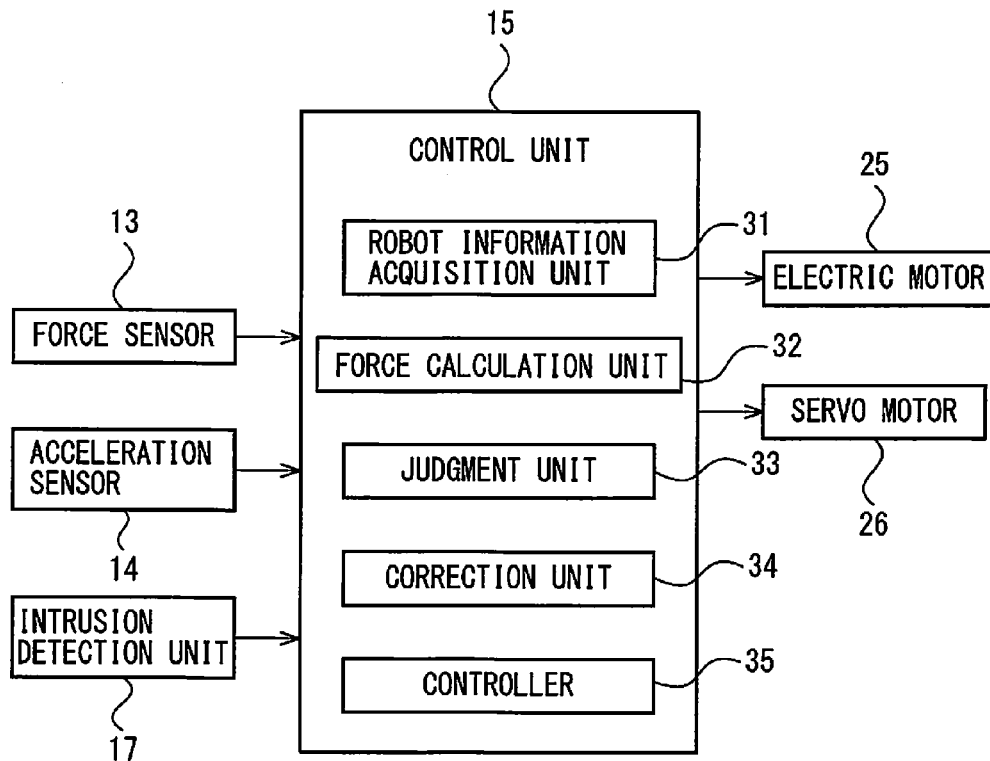 15
CONTROL UNIT
13
FORCE SENSOR
ACCELERATION
SENSOR
14
INTRUSION
DETECTION UNIT
17
ROBOT INFORMATION
ACQUISITION UNIT
31
FORCE CALCULATION UNIT
32
JUDGMENT UNIT
33
CORRECTION UNIT
34
CONTROLLER
35
25
ELECTRIC MOTOR
SERVO MOTOR
26